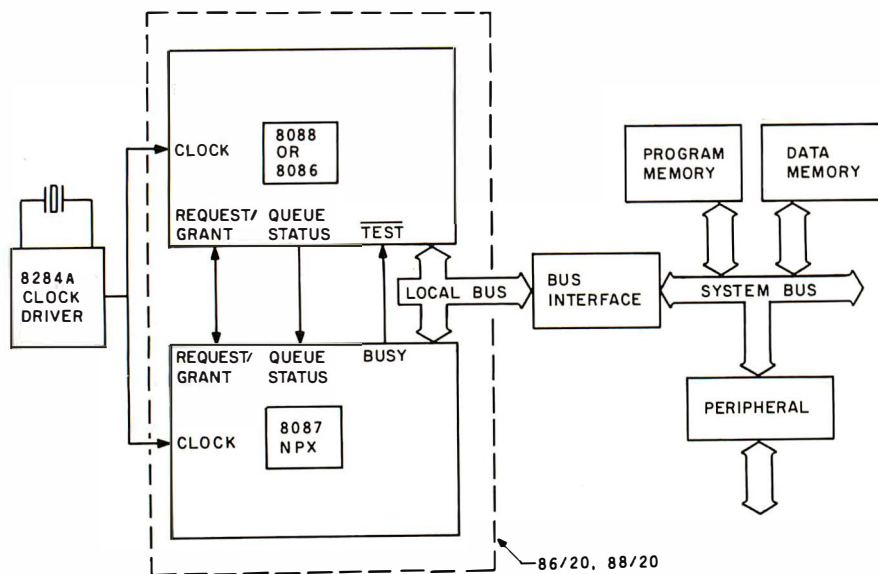 8284A
CLOCK
DRIVER
CLOCK
8088
OR
8086
REQUEST/
GRANT
QUEUE
STATUS
TEST
REQUEST/
GRANT
QUEUE
STATUS
BUSY
CLOCK
8087
NPX
LOCAL BUS
BUS
INTERFACE
PROGRAM
MEMORY
DATA
MEMORY
SYSTEM BUS
PERIPHERAL
86/20, 88/20